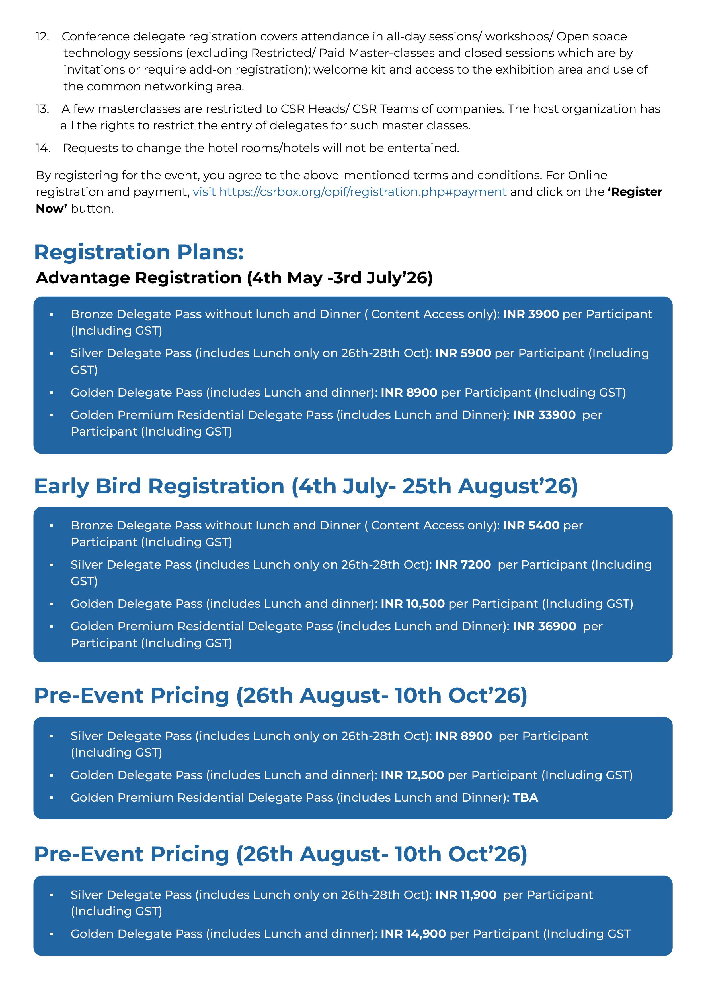 12. Conference delegate registration covers attendance in all-day sessions/ workshops/ Open space
technology sessions (excluding Restricted/ Paid Master-classes and closed sessions which are by
invitations or require add-on registration); welcome kit and access to the exhibition area and use of
the common networking area.
13. A few masterclasses are restricted to CSR Heads/ CSR Teams of companies. The host organization has
all the rights to restrict the entry of delegates for such master classes.
14. Requests to change the hotel rooms/hotels will not be entertained.
By registering for the event, you agree to the above-mentioned terms and conditions. For Online
registration and payment, visit https://csrbox.org/opif/registration.php#payment and click on the ‘Register
Now’ button.
Registration Plans:
Advantage Registration (4th May -3rd July’26)
▪ Bronze Delegate Pass without lunch and Dinner ( Content Access only): INR 3900 per Participant
(Including GST)
▪ Silver Delegate Pass (includes Lunch only on 26th-28th Oct): INR 5900 per Participant (Including
GST)
▪ Golden Delegate Pass (includes Lunch and dinner): INR 8900 per Participant (Including GST)
▪ Golden Premium Residential Delegate Pass (includes Lunch and Dinner): INR 33900 per
Participant (Including GST)
Early Bird Registration (4th July- 25th August’26)
▪ Bronze Delegate Pass without lunch and Dinner ( Content Access only): INR 5400 per
Participant (Including GST)
▪ Silver Delegate Pass (includes Lunch only on 26th-28th Oct): INR 7200 per Participant (Including
GST)
▪ Golden Delegate Pass (includes Lunch and dinner): INR 10,500 per Participant (Including GST)
▪ Golden Premium Residential Delegate Pass (includes Lunch and Dinner): INR 36900 per
Participant (Including GST)
Pre-Event Pricing (26th August- 10th Oct’26)
▪ Silver Delegate Pass (includes Lunch only on 26th-28th Oct): INR 8900 per Participant
(Including GST)
▪ Golden Delegate Pass (includes Lunch and dinner): INR 12,500 per Participant (Including GST)
▪ Golden Premium Residential Delegate Pass (includes Lunch and Dinner): TBA
Pre-Event Pricing (26th August- 10th Oct’26)
▪ Silver Delegate Pass (includes Lunch only on 26th-28th Oct): INR 11,900 per Participant
(Including GST)
▪ Golden Delegate Pass (includes Lunch and dinner): INR 14,900 per Participant (Including GST